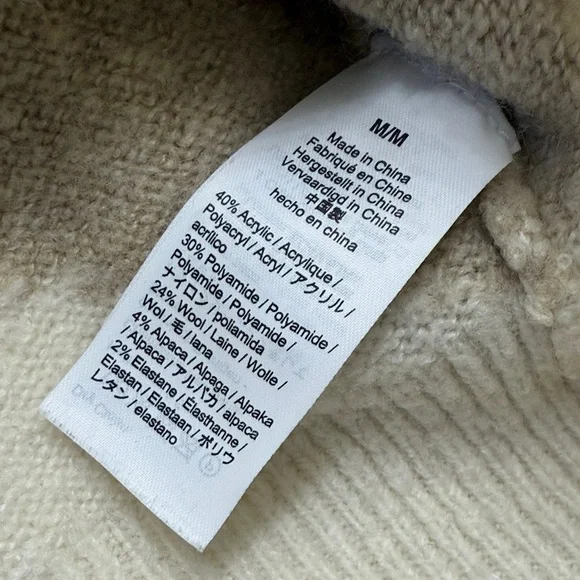 M/M
Made in China
Fabriqué en Chine
Hergestellt in China
Vervaardigd in China
中国製
hecho en china
40% Acrylic / Acrylique /
Polyacryl / Acryl / アクリル /
acrílico
30% Polyamide / Polyamide /
Polyamide / Polyamide /
ナイロン / poliamida
24% Wool / Laine / Wolle /
Wol / 毛 / lana
4% Alpaca / Alpaga / Alpaka
/ Alpaca / アルパカ / alpaca
2% Elastane / Élasthanne /
Elastan / Elastaan / ポリウ
レタン / elastano